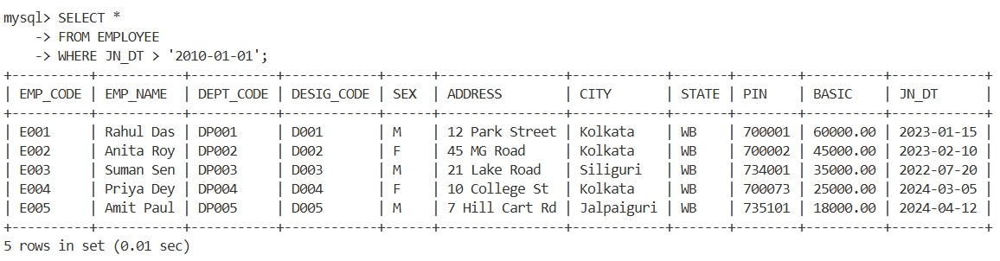 mysql> SELECT *
    -> FROM EMPLOYEE
    -> WHERE JN_DT > '2010-01-01';
+----------+-----------+-----------+------------+------+---------------+------------+-------+--------+----------+------------+
| EMP_CODE | EMP_NAME  | DEPT_CODE | DESIG_CODE | SEX  | ADDRESS       | CITY       | STATE | PIN    | BASIC    | JN_DT      |
+----------+-----------+-----------+------------+------+---------------+------------+-------+--------+----------+------------+
| E001     | Rahul Das | DP001     | D001       | M    | 12 Park Street | Kolkata    | WB    | 700001 | 60000.00 | 2023-01-15 |
| E002     | Anita Roy | DP002     | D002       | F    | 45 MG Road    | Kolkata    | WB    | 700002 | 45000.00 | 2023-02-10 |
| E003     | Suman Sen | DP003     | D003       | M    | 21 Lake Road  | Siliguri   | WB    | 734001 | 35000.00 | 2022-07-20 |
| E004     | Priya Dey | DP004     | D004       | F    | 10 College St | Kolkata    | WB    | 700073 | 25000.00 | 2024-03-05 |
| E005     | Amit Paul | DP005     | D005       | M    | 7 Hill Cart Rd | Jalpaiguri | WB    | 735101 | 18000.00 | 2024-04-12 |
+----------+-----------+-----------+------------+------+---------------+------------+-------+--------+----------+------------+
5 rows in set (0.01 sec)